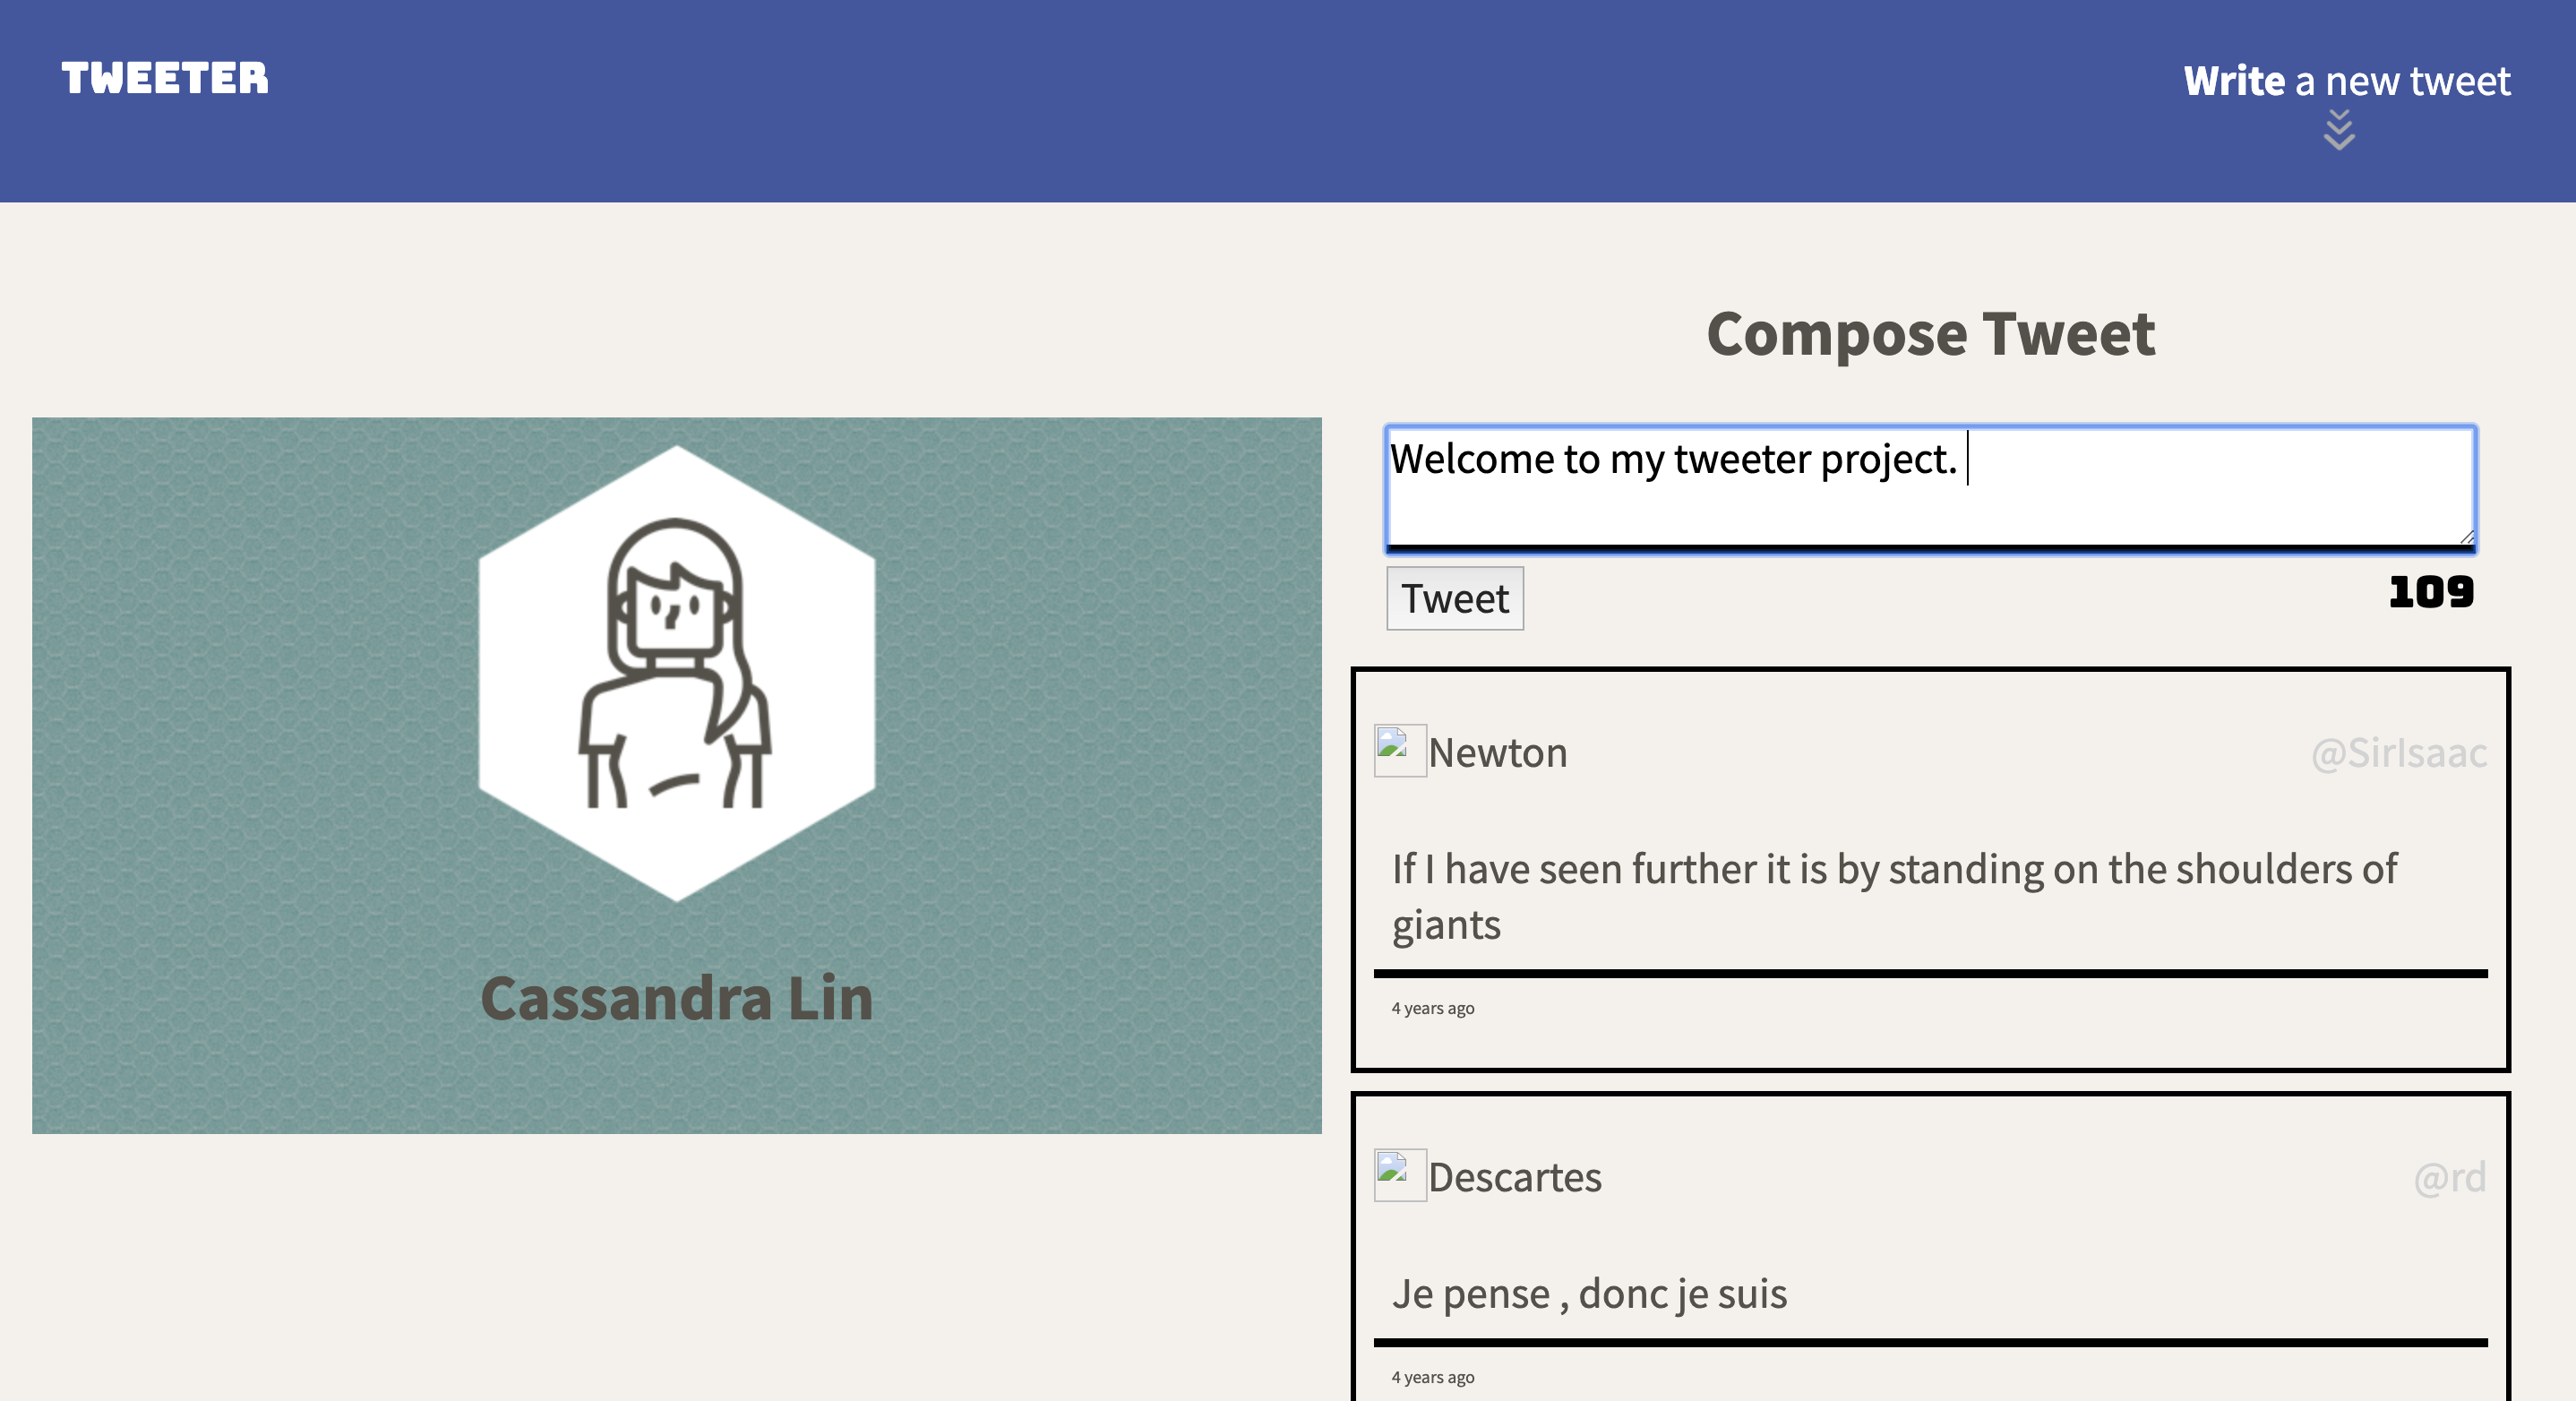 TWEETER
Write a new tweet
Compose Tweet
Welcome to my tweeter project.
Tweet
109
Cassandra Lin
Newton
@SirIsaac
If I have seen further it is by standing on the shoulders of
giants
4 years ago
Descartes
@rd
Je pense , donc je suis
4 years ago